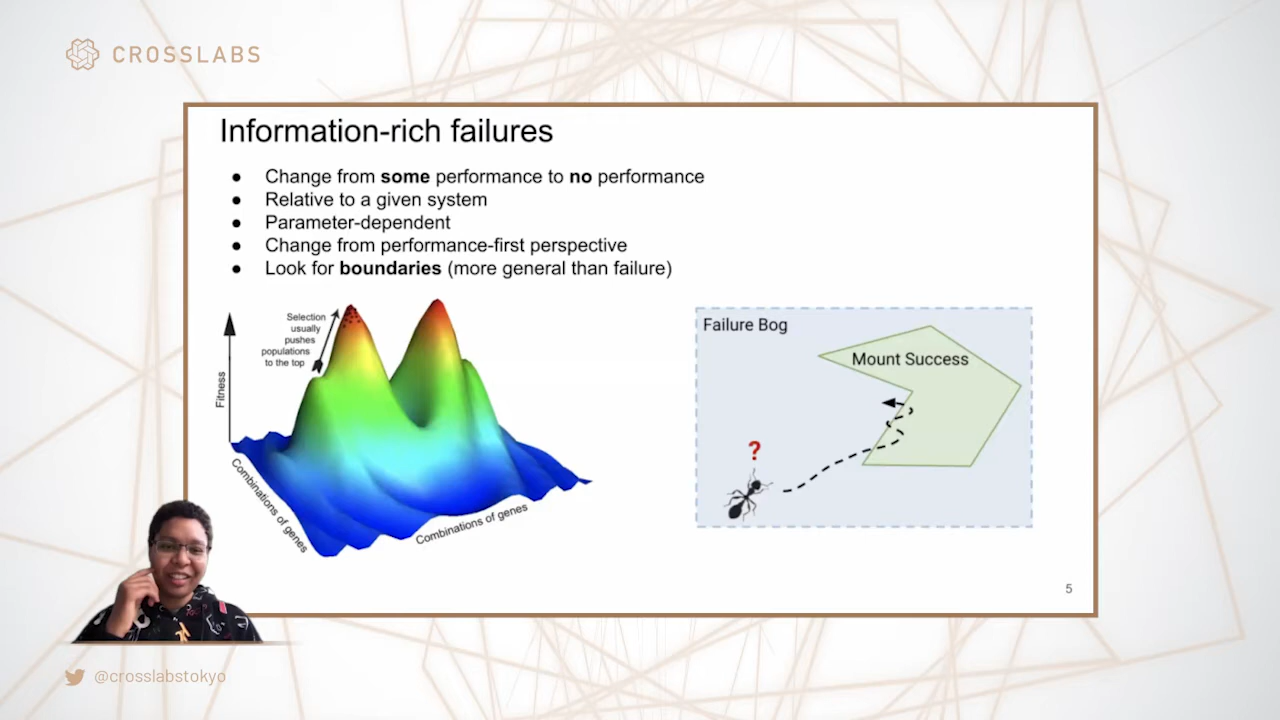 CROSSLABS
Information-rich failures
● Change from some performance to no performance
● Relative to a given system
● Parameter-dependent
● Change from performance-first perspective
● Look for boundaries (more general than failure)
Selection
usually
pushes
populations
to the top
Fitness
Combinations of genes
Combinations of genes
Failure Bog
Mount Success
?
5
@crosslabstokyo